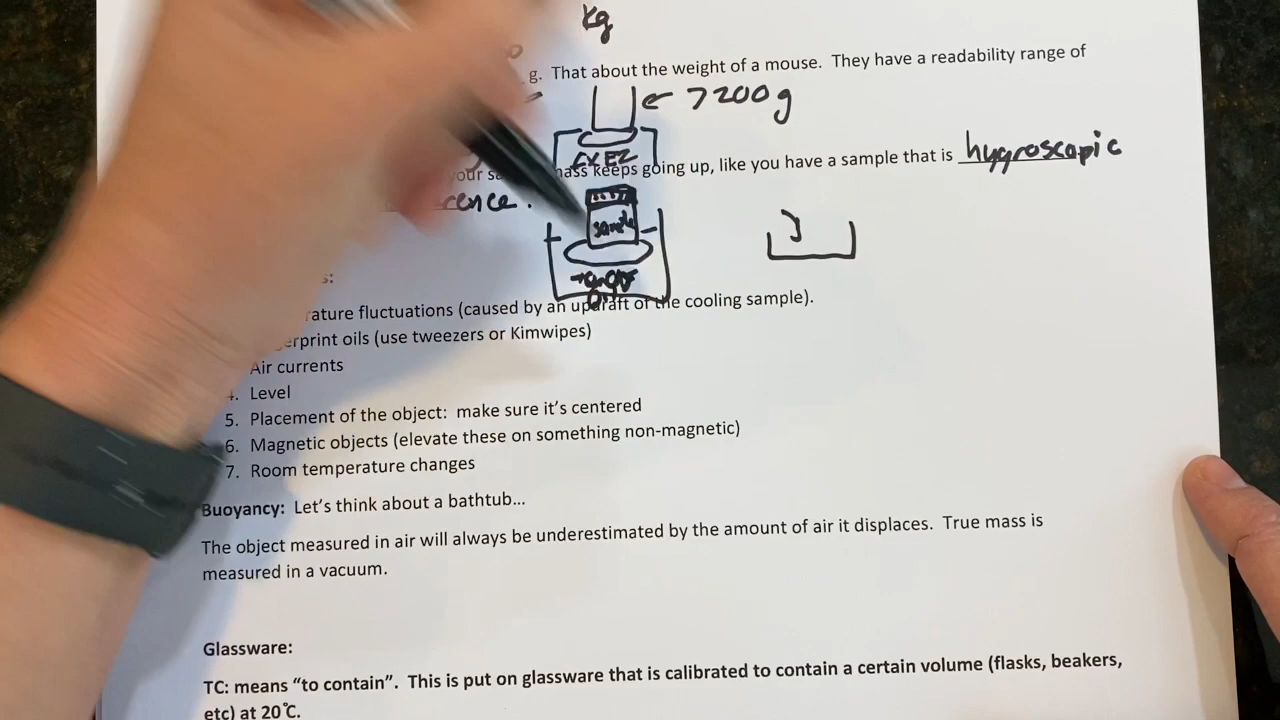 kg
g. That about the weight of a mouse. They have a readability range of
← 7200g
your mass keeps going up, like you have a sample that is hygroscopic
sample
ature fluctuations (caused by an updraft of the cooling sample).
erprint oils (use tweezers or Kimwipes)
Air currents
4. Level
5. Placement of the object: make sure it's centered
6. Magnetic objects (elevate these on something non-magnetic)
7. Room temperature changes
Buoyancy: Let's think about a bathtub...
The object measured in air will always be underestimated by the amount of air it displaces. True mass is
measured in a vacuum.
Glassware:
TC: means "to contain". This is put on glassware that is calibrated to contain a certain volume (flasks, beakers,
etc) at 20°C.